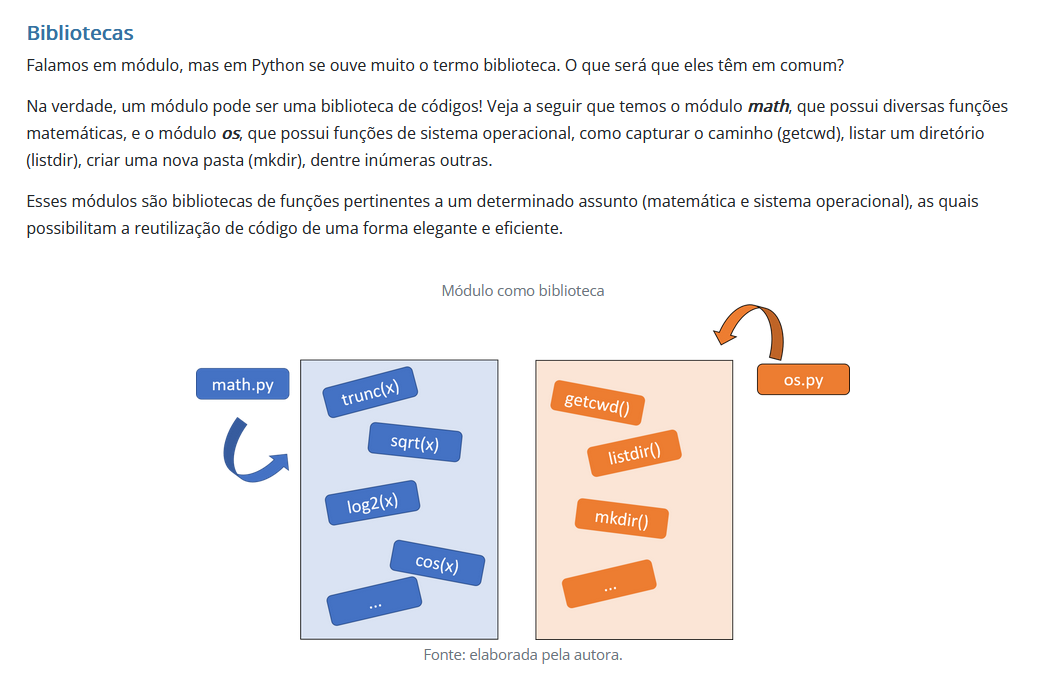 Bibliotecas
Falamos em módulo, mas em Python se ouve muito o termo biblioteca. O que será que eles têm em comum?
Na verdade, um módulo pode ser uma biblioteca de códigos! Veja a seguir que temos o módulo math, que possui diversas funções
matemáticas, e o módulo os, que possui funções de sistema operacional, como capturar o caminho (getcwd), listar um diretório
(listdir), criar uma nova pasta (mkdir), dentre inúmeras outras.
Esses módulos são bibliotecas de funções pertinentes a um determinado assunto (matemática e sistema operacional), as quais
possibilitam a reutilização de código de uma forma elegante e eficiente.
Módulo como biblioteca
math.py
trunc(x)
sqrt(x)
log2(x)
cos(x)
...
os.py
getcwd()
listdir()
mkdir()
...
Fonte: elaborada pela autora.